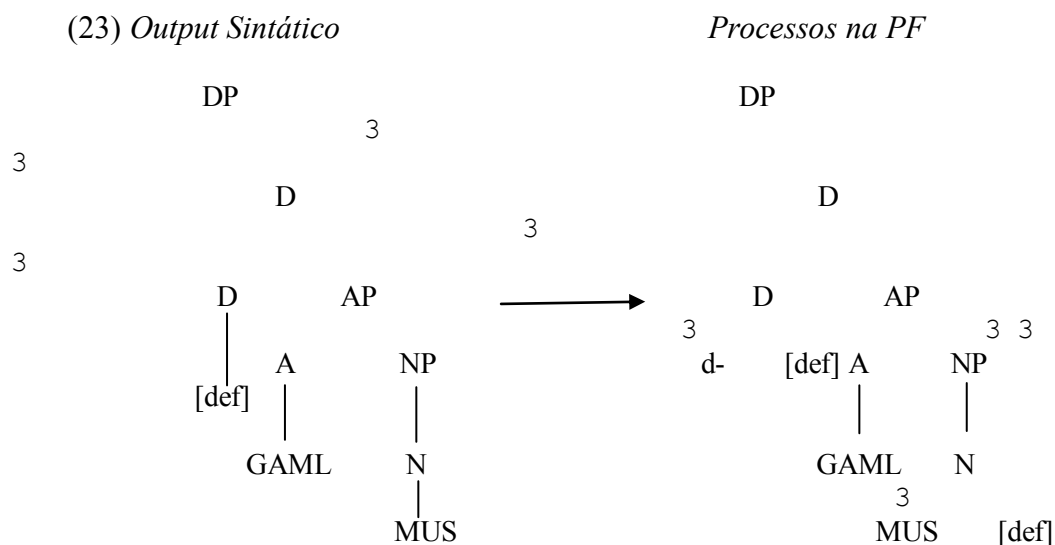 (23) Output Sintático Processos na PF
DP DP
3
3
D D
3
3
D AP D AP
3 3 3
A NP d- [def] A NP
[def]
GAML N GAML N
3
MUS MUS [def]